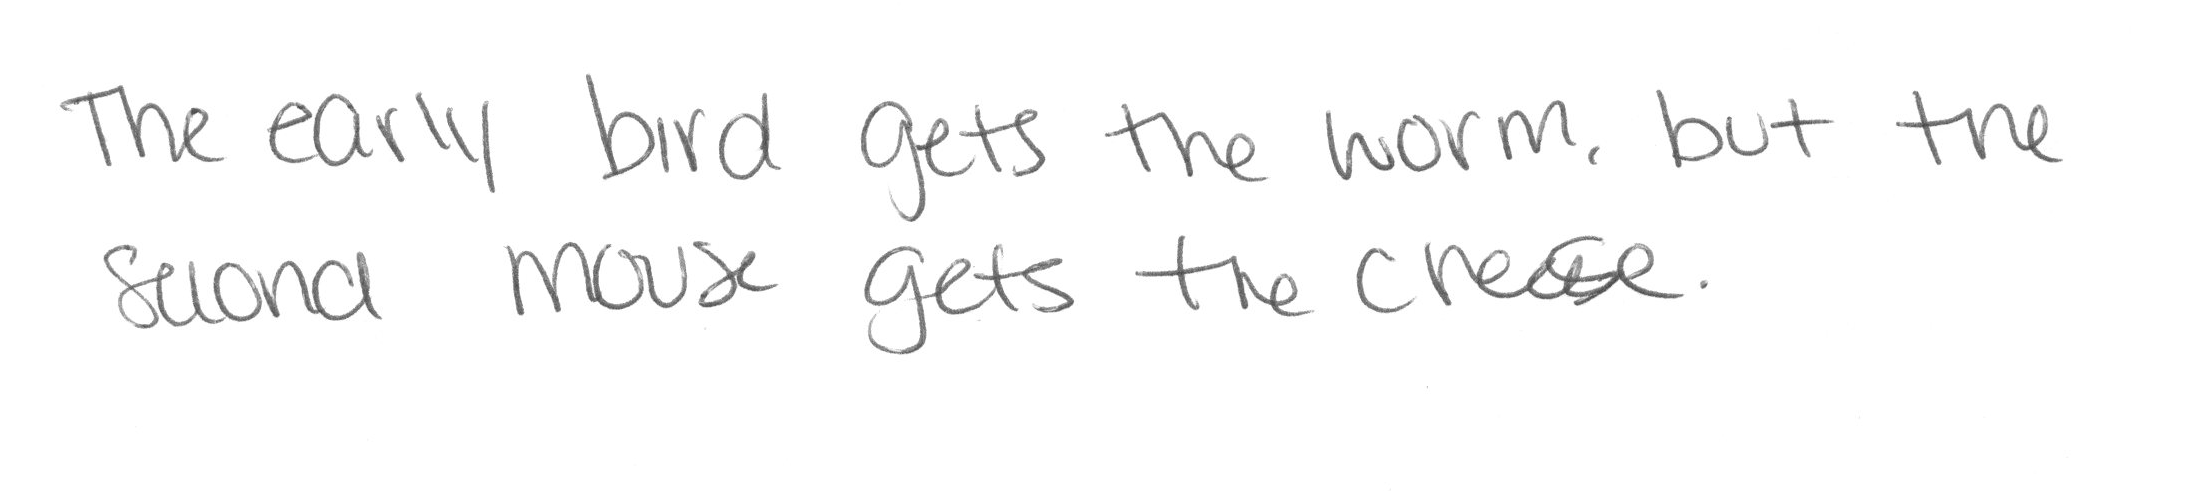 The early bird gets the worm, but the
second mouse gets the cheese.